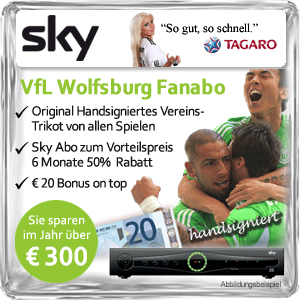 sky
“So gut, so schnell.”
TAGARO
VfL Wolfsburg Fanabo
Original Handsigniertes Vereins-
Trikot von allen Spielen
Sky Abo zum Vorteilspreis
6 Monate 50% Rabatt
€ 20 Bonus on top
Sie sparen
im Jahr über
€ 300
20
handsigniert
sky
Abbildungsbeispiel